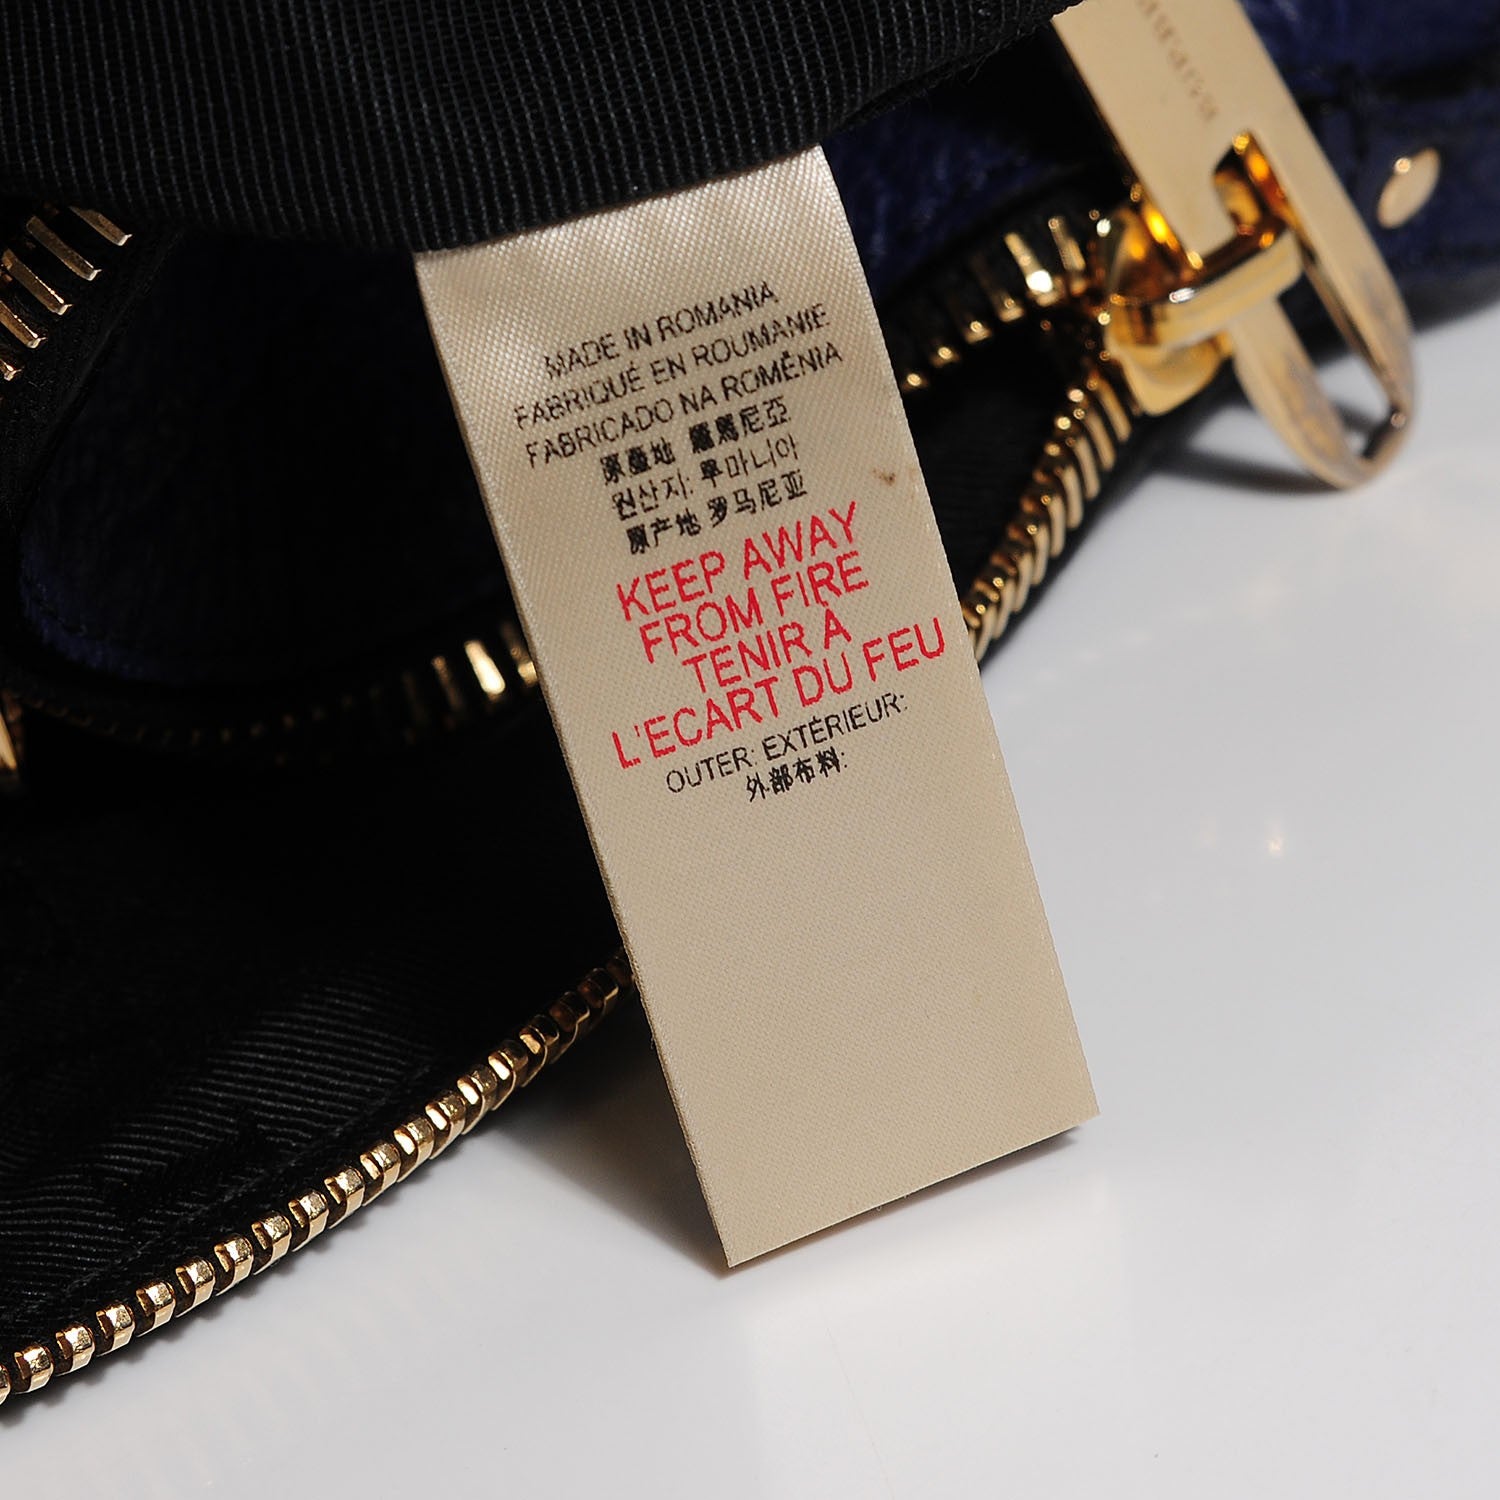 MADE IN ROMANIA
FABRIQUÉ EN ROUMANIE
FABRICADO NA ROMÉNIA
原產地 羅馬尼亞
원산지: 루마니아
原产地 罗马尼亚
KEEP AWAY
FROM FIRE
TENIR À
L'ECART DU FEU
OUTER: EXTÉRIEUR:
外部布料: